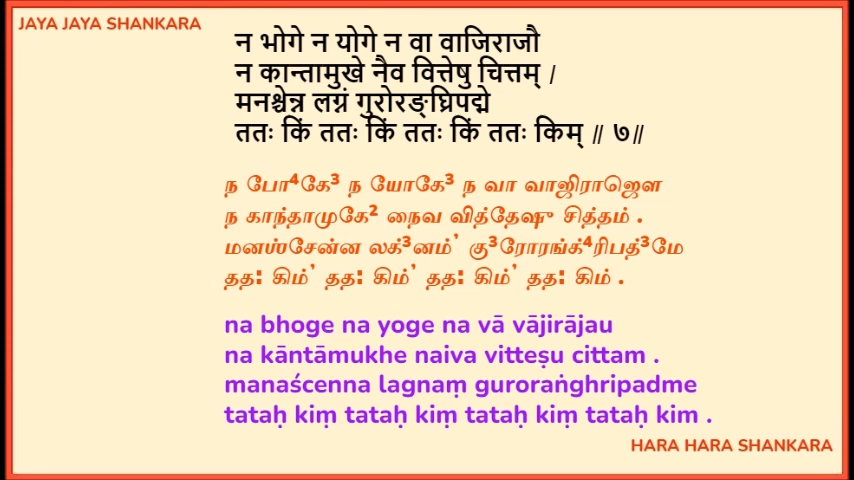 JAYA JAYA SHANKARA
न भोगे न योगे न वा वाजिराजौ
न कान्तामुखे नैव वित्तेषु चित्तम् /
मनश्चेन्न लग्नं गुरोरङ्घ्रिपद्मे
ततः किं ततः किं ततः किं ततः किम् // ७//
ந போ⁴கே³ ந யோகே³ ந வா வாஜிராஜௌ
ந காந்தாமுகே² நைவ வித்தேஷு சித்தம் .
மனஶ்சேன்ன லக்³னம்ʼ கு³ரோரங்க்⁴ரிபத்³மே
தத: கிம்ʼ தத: கிம்ʼ தத: கிம்ʼ தத: கிம் .
na bhoge na yoge na vā vājirājau
na kāntāmukhe naiva vitteṣu cittam .
manaścenna lagnaṃ guroraṅghripadme
tataḥ kiṃ tataḥ kiṃ tataḥ kiṃ tataḥ kim .
HARA HARA SHANKARA